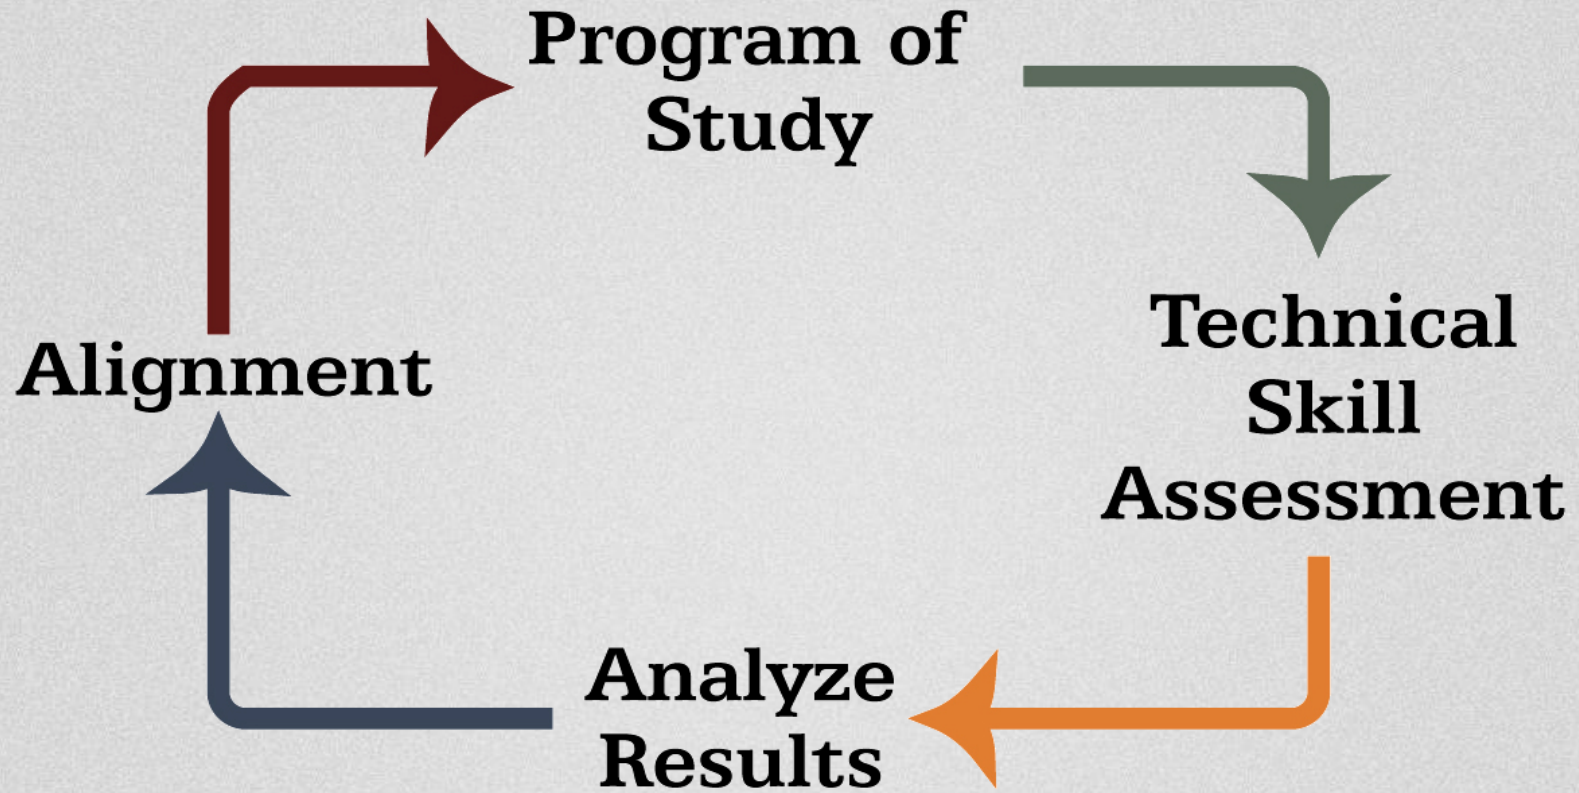 Program of
Study
Technical
Skill
Assessment
Analyze
Results
Alignment